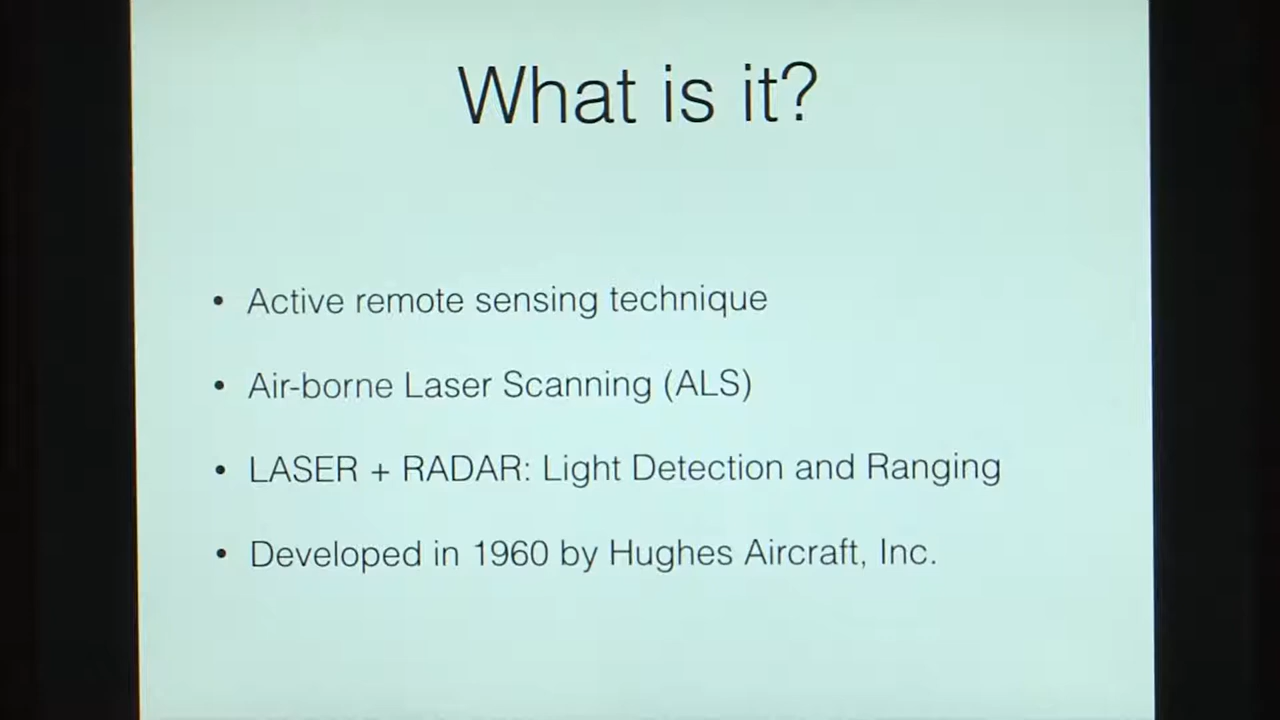 What is it?
• Active remote sensing technique
• Air-borne Laser Scanning (ALS)
• LASER + RADAR: Light Detection and Ranging
• Developed in 1960 by Hughes Aircraft, Inc.